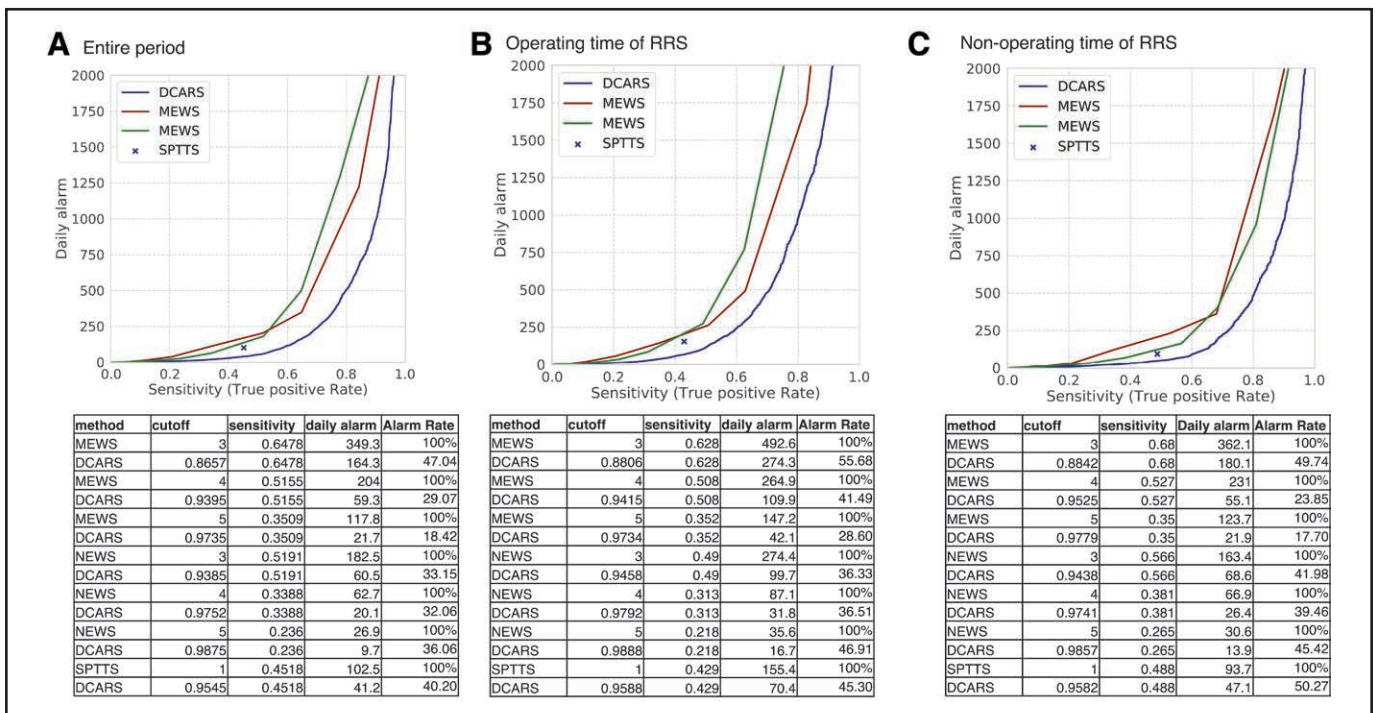 A Entire period
2000
1750
1500
1250
1000
750
500
250
0
Daily alarm
DCARS
MEWS
MEWS
SPTTS
0.0 0.2 0.4 0.6 0.8 1.0
Sensitivity (True positive Rate)
method cutoff sensitivity daily alarm Alarm Rate
MEWS 3 0.6478 349.3 100%
DCARS 0.8657 0.6478 164.3 47.04
MEWS 4 0.5155 204 100%
DCARS 0.9395 0.5155 59.3 29.07
MEWS 5 0.3509 117.8 100%
DCARS 0.9735 0.3509 21.7 18.42
NEWS 3 0.5191 182.5 100%
DCARS 0.9385 0.5191 60.5 33.15
NEWS 4 0.3388 62.7 100%
DCARS 0.9752 0.3388 20.1 32.06
NEWS 5 0.236 26.9 100%
DCARS 0.9875 0.236 9.7 36.06
SPTTS 1 0.4518 102.5 100%
DCARS 0.9545 0.4518 41.2 40.20
B Operating time of RRS
2000
1750
1500
1250
1000
750
500
250
0
Daily alarm
DCARS
MEWS
MEWS
SPTTS
0.0 0.2 0.4 0.6 0.8 1.0
Sensitivity (True positive Rate)
method cutoff sensitivity daily alarm Alarm Rate
MEWS 3 0.628 492.6 100%
DCARS 0.8806 0.628 274.3 55.68
MEWS 4 0.508 264.9 100%
DCARS 0.9415 0.508 109.9 41.49
MEWS 5 0.352 147.2 100%
DCARS 0.9734 0.352 42.1 28.60
NEWS 3 0.49 274.4 100%
DCARS 0.9458 0.49 99.7 36.33
NEWS 4 0.313 87.1 100%
DCARS 0.9792 0.313 31.8 36.51
NEWS 5 0.218 35.6 100%
DCARS 0.9888 0.218 16.7 46.91
SPTTS 1 0.429 155.4 100%
DCARS 0.9588 0.429 70.4 45.30
C Non-operating time of RRS
2000
1750
1500
1250
1000
750
500
250
0
Daily alarm
DCARS
MEWS
MEWS
SPTTS
0.0 0.2 0.4 0.6 0.8 1.0
Sensitivity (True positive Rate)
method cutoff sensitivity Daily alarm Alarm Rate
MEWS 3 0.68 362.1 100%
DCARS 0.8842 0.68 180.1 49.74
MEWS 4 0.527 231 100%
DCARS 0.9525 0.527 55.1 23.85
MEWS 5 0.35 123.7 100%
DCARS 0.9779 0.35 21.9 17.70
NEWS 3 0.566 163.4 100%
DCARS 0.9438 0.566 68.6 41.98
NEWS 4 0.381 66.9 100%
DCARS 0.9741 0.381 26.4 39.46
NEWS 5 0.265 30.6 100%
DCARS 0.9857 0.265 13.9 45.42
SPTTS 1 0.488 93.7 100%
DCARS 0.9582 0.488 47.1 50.27